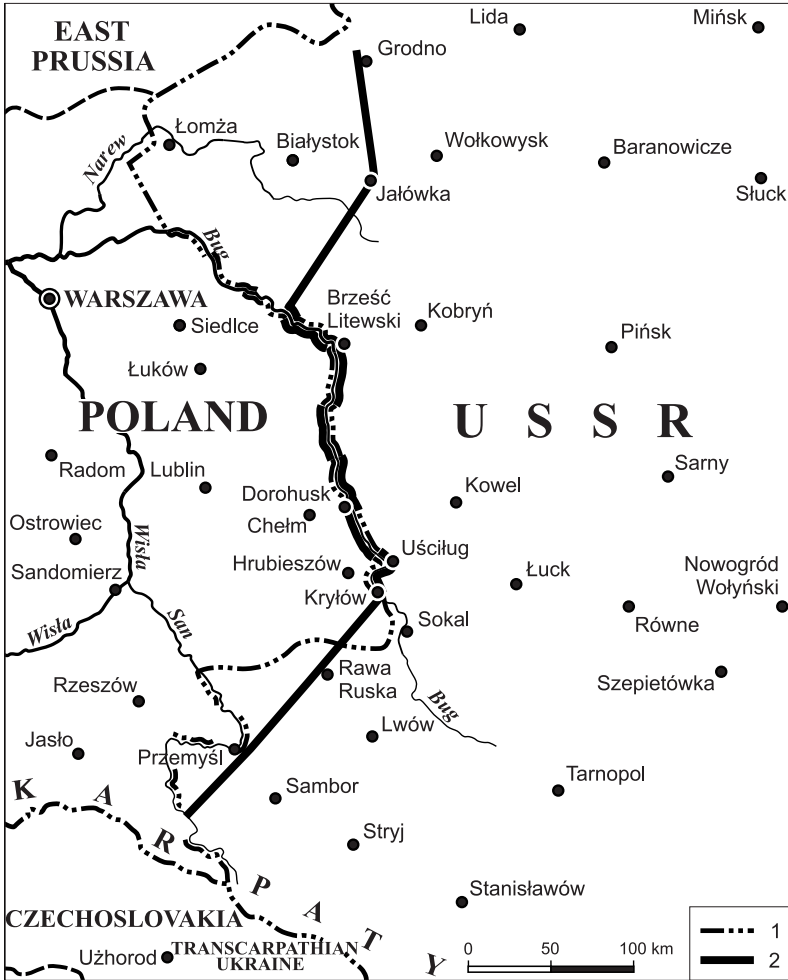 EAST
PRUSSIA
Lida
Mińsk
Grodno
Łomża
Narew
Białystok
Wołkowysk
Baranowicze
Jałówka
Słuck
Bug
WARSZAWA
Siedlce
Brześć
Litewski
Kobryń
Pińsk
Łuków
POLAND
USSR
Radom
Lublin
Sarny
Dorohusk
Kowel
Chełm
Ostrowiec
Wisła
Uściług
Hrubieszów
Sandomierz
Łuck
Nowogród
Wołyński
Kryłów
Sokal
Równe
Wisła
San
Rawa
Ruska
Szepietówka
Rzeszów
Bug
Lwów
Jasło
Przemyśl
Tarnopol
Sambor
KARPATY
Stryj
Stanisławów
CZECHOSLOVAKIA
Użhorod
TRANSCARPATHIAN
UKRAINE
0 50 100 km
1
2